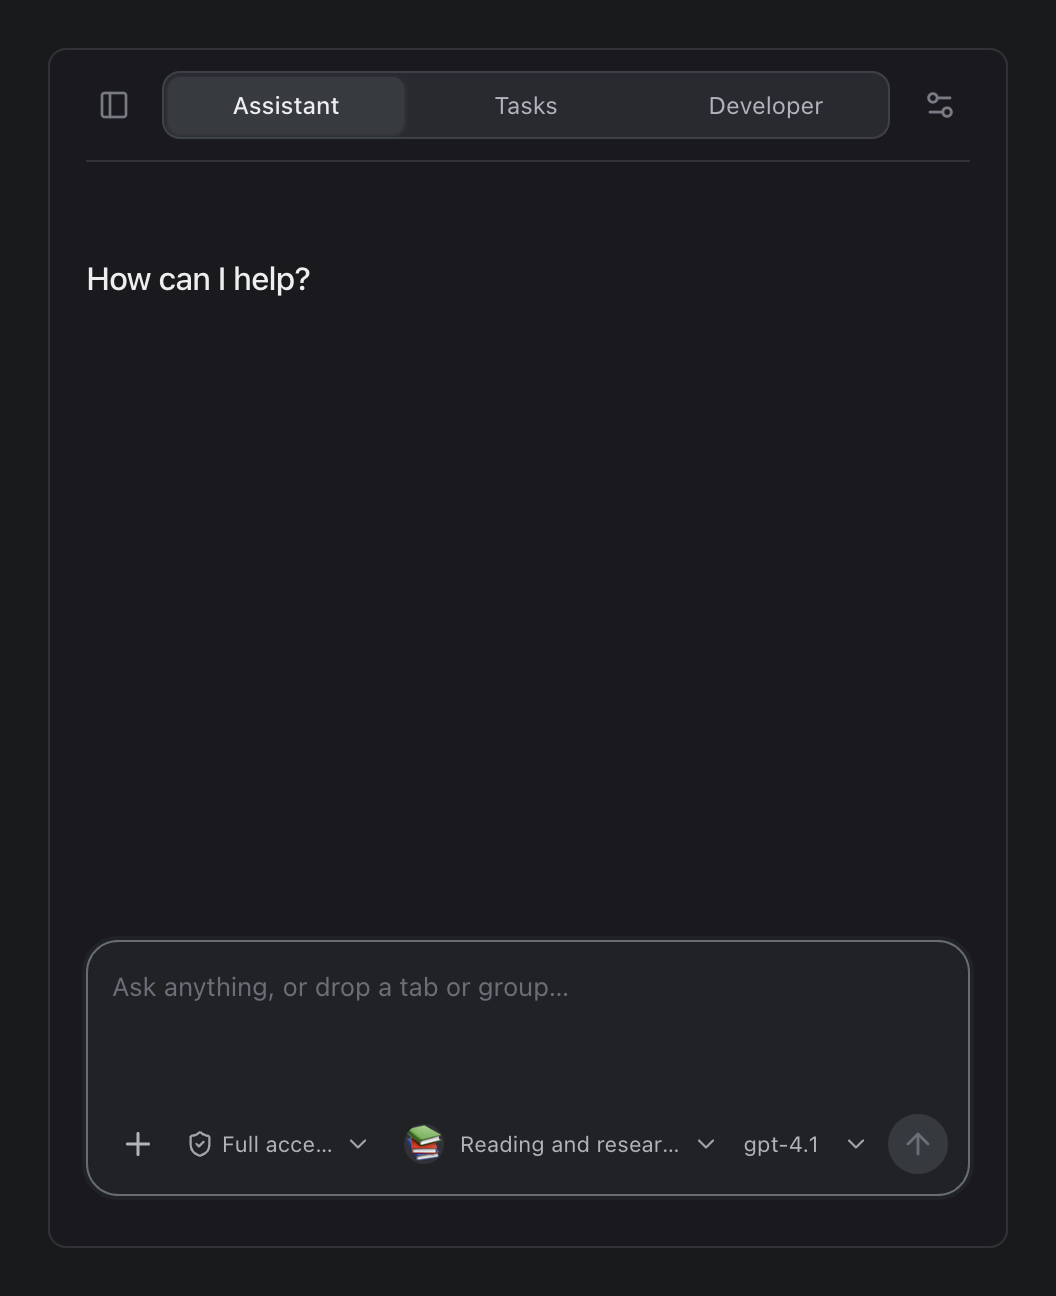 Assistant
Tasks
Developer
How can I help?
Ask anything, or drop a tab or group...
Full acce...
Reading and resear...
gpt-4.1